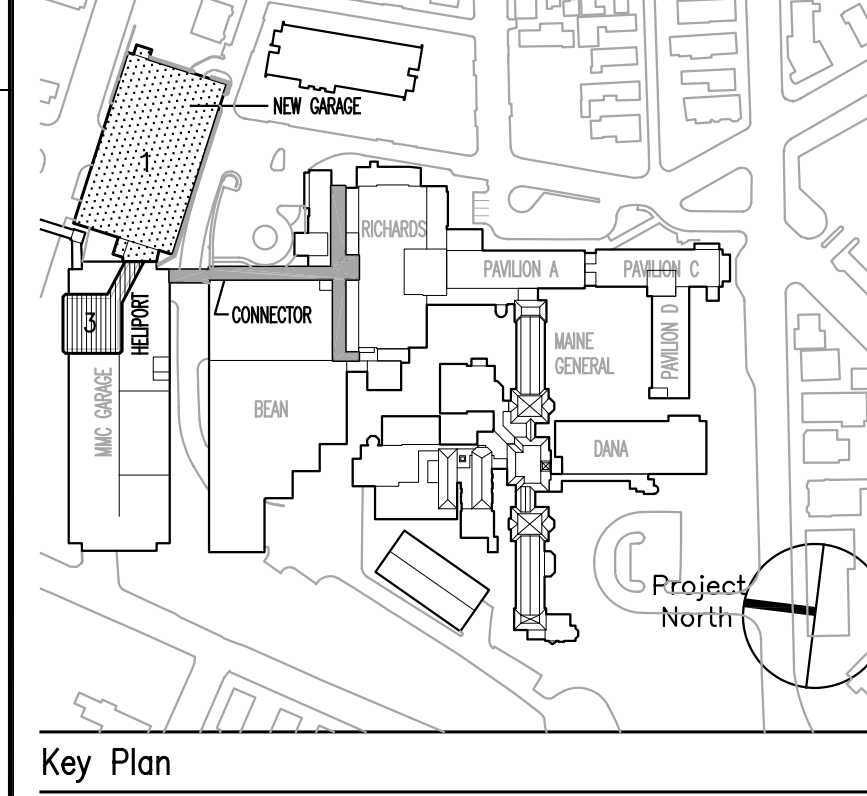 NEW GARAGE
1
RICHARDS
PAVILION A
PAVILION C
3
HELIPORT
CONNECTOR
MAINE
GENERAL
PAVILION D
MMC GARAGE
BEAN
DANA
Project
North
Key Plan